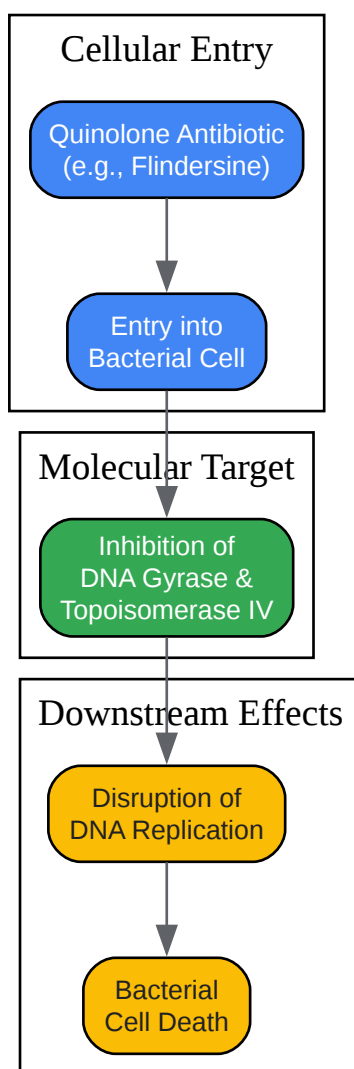 Cellular Entry
Quinolone Antibiotic
(e.g., Flindersine)
Entry into
Bacterial Cell
Molecular Target
Inhibition of
DNA Gyrase &
Topoisomerase IV
Downstream Effects
Disruption of
DNA Replication
Bacterial
Cell Death